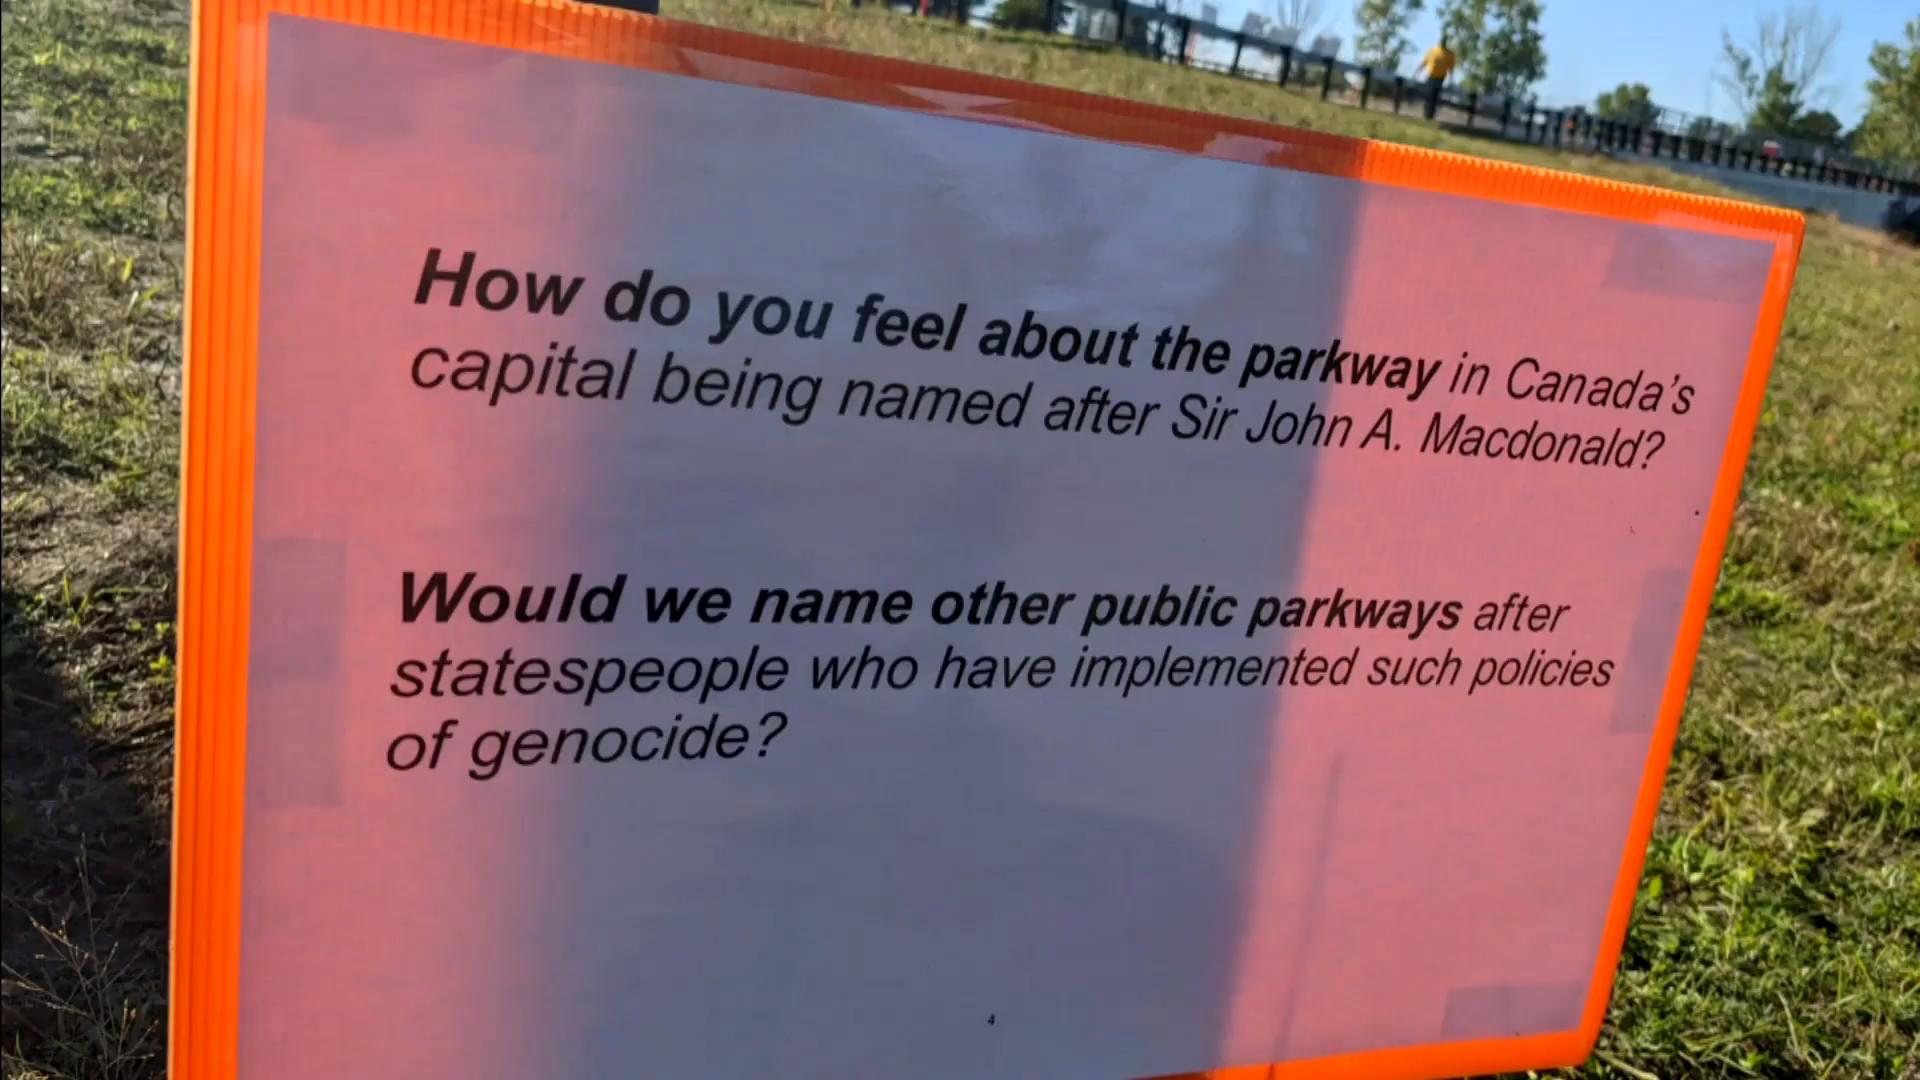 How do you feel about the parkway in Canada's
capital being named after Sir John A. Macdonald?
Would we name other public parkways after
statespeople who have implemented such policies
of genocide?
4